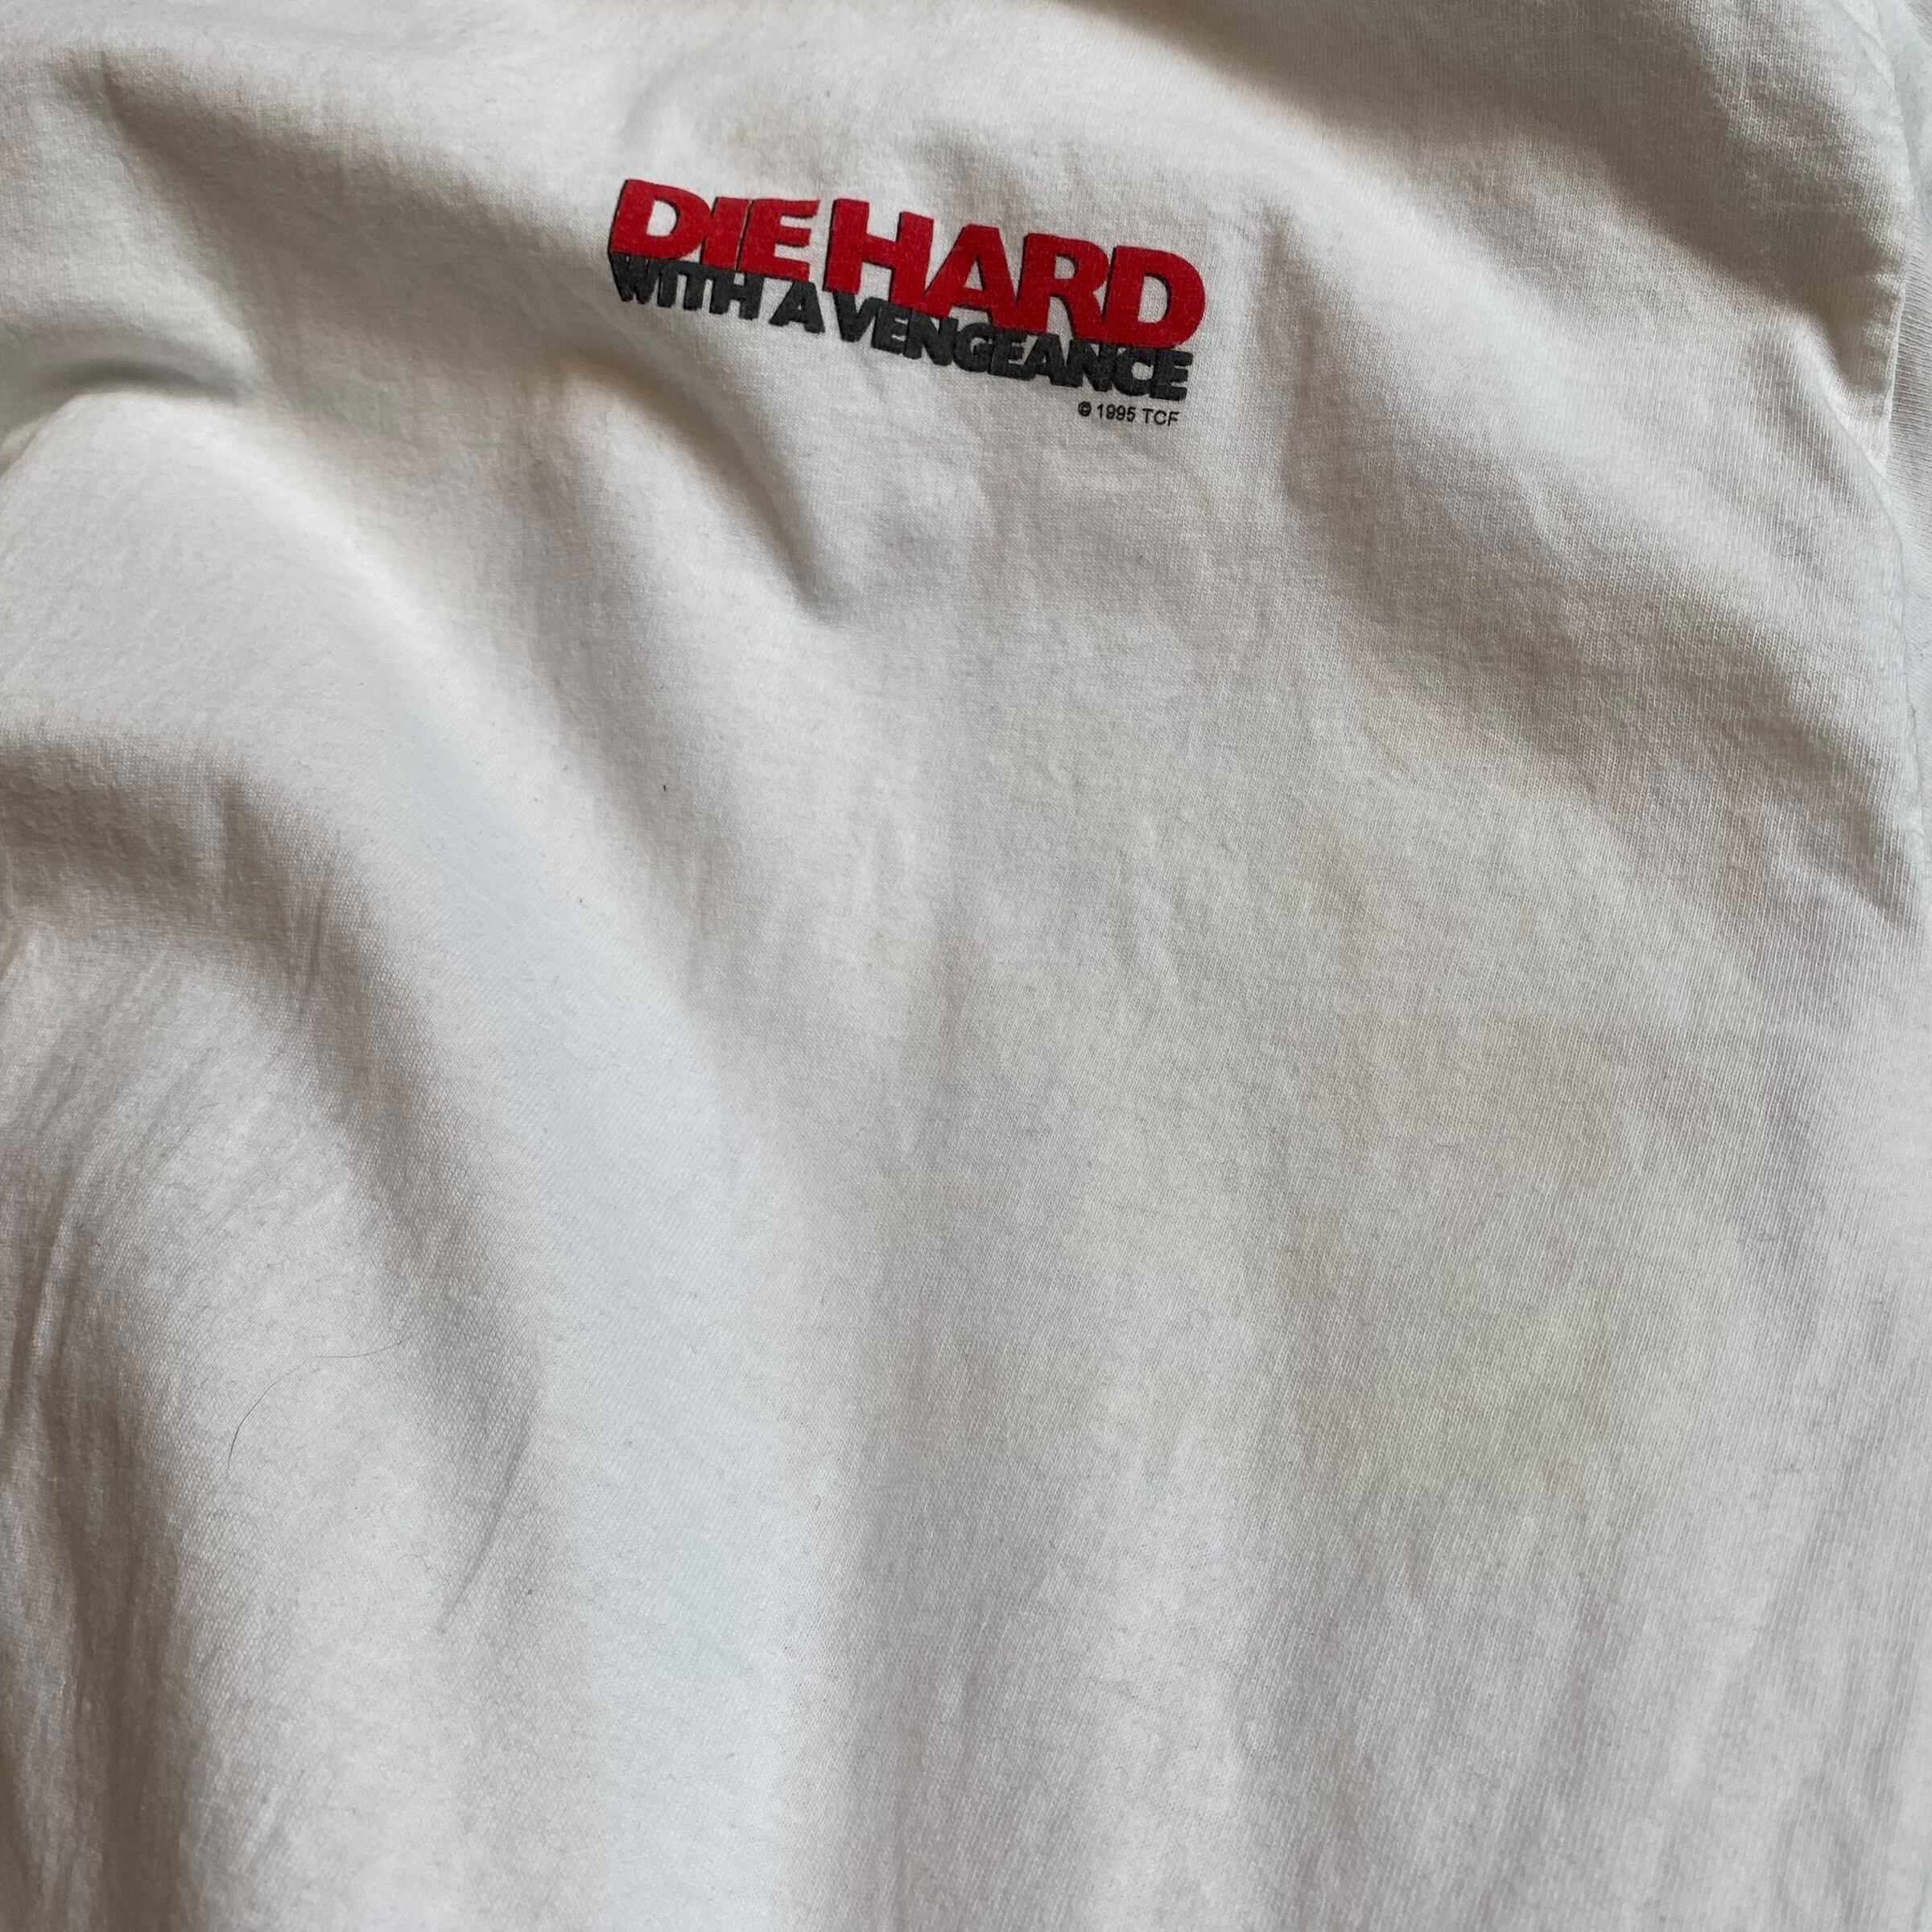 DIE HARD
WITH A VENGEANCE
© 1995 TCF